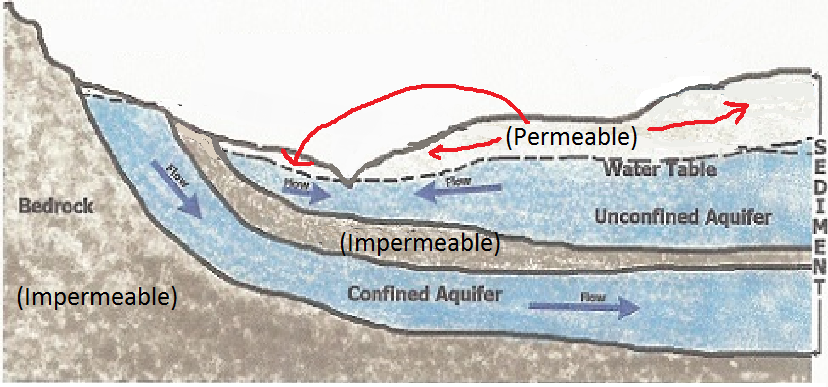 (Permeable)
Water Table
Flow
Flow
Flow
Bedrock
Unconfined Aquifer
(Impermeable)
(Impermeable)
Confined Aquifer
Flow
SEDIMENT